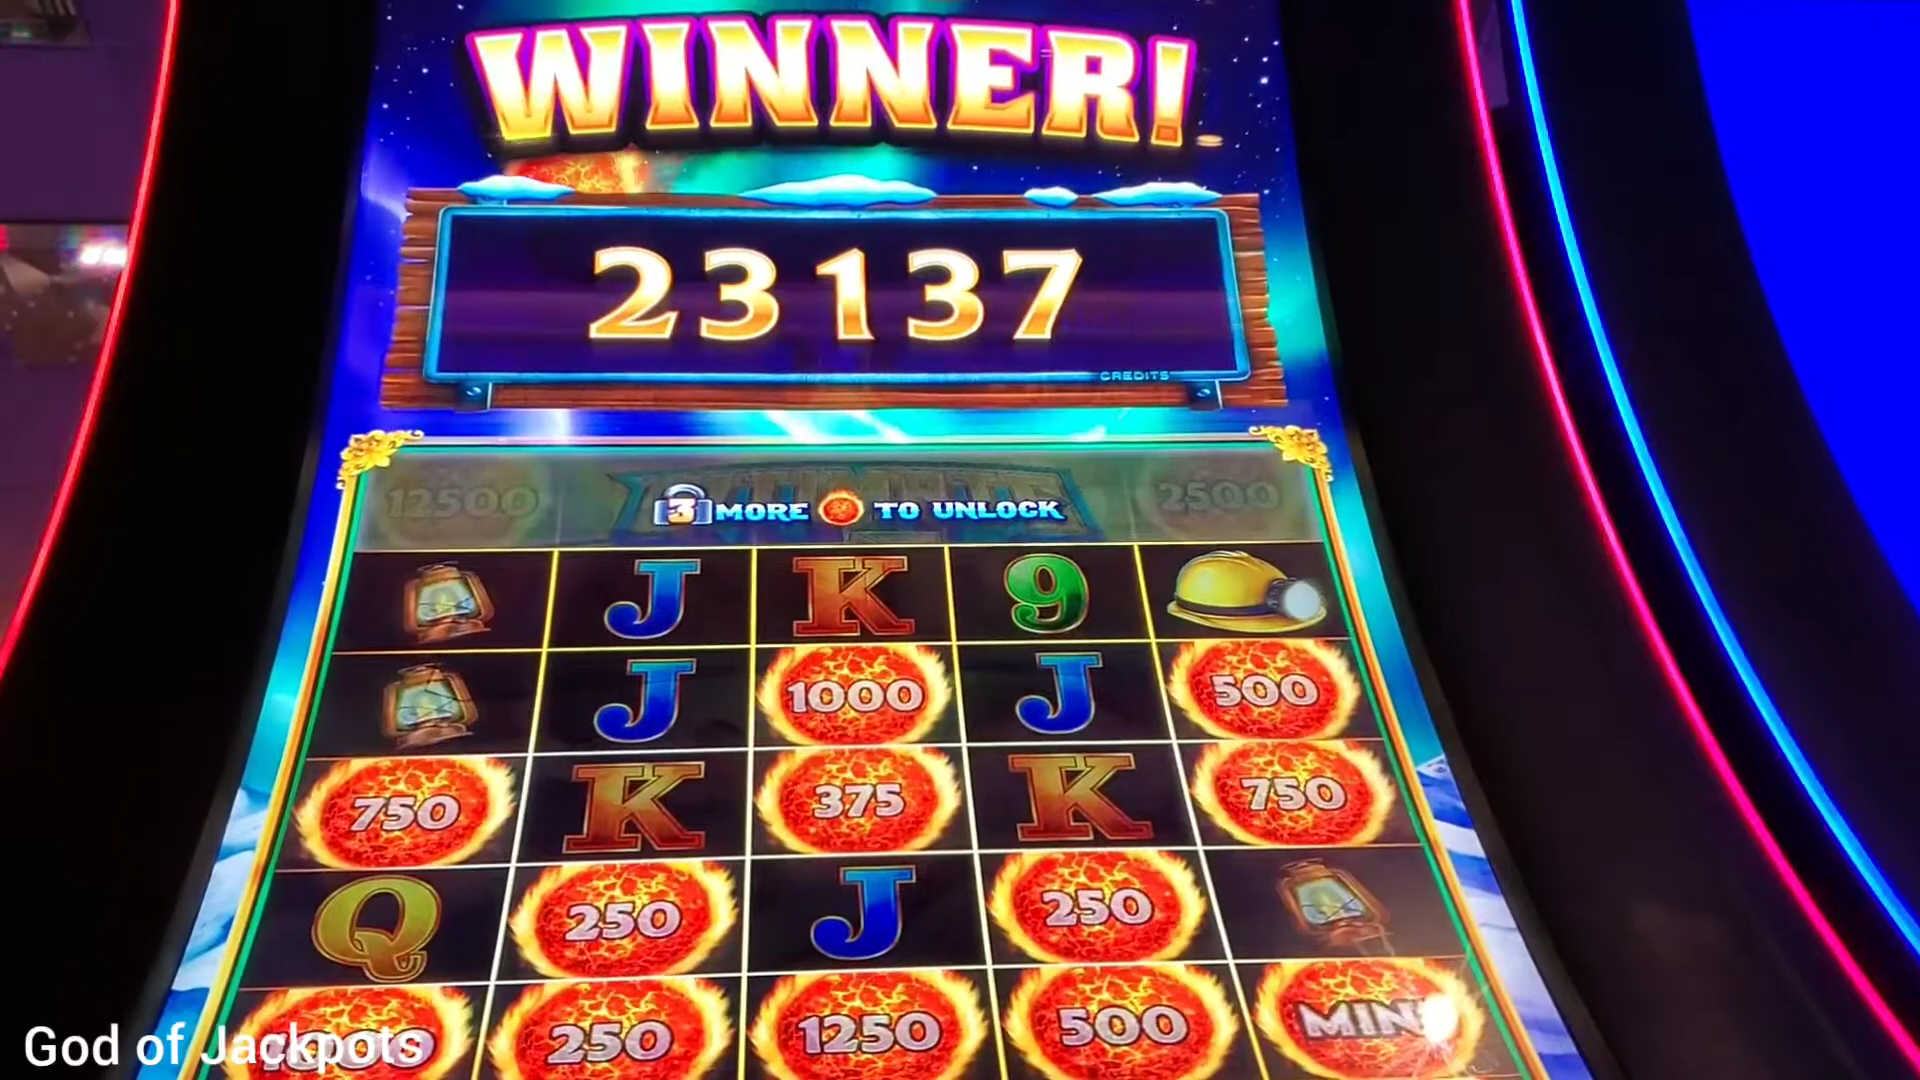 WINNER!
23137
CREDITS
12500
2500
3 MORE TO UNLOCK
J K 9
J 1000 J 500
750 K 375 K 750
Q 250 J 250
250 1250 500 MINI
God of Jackpots